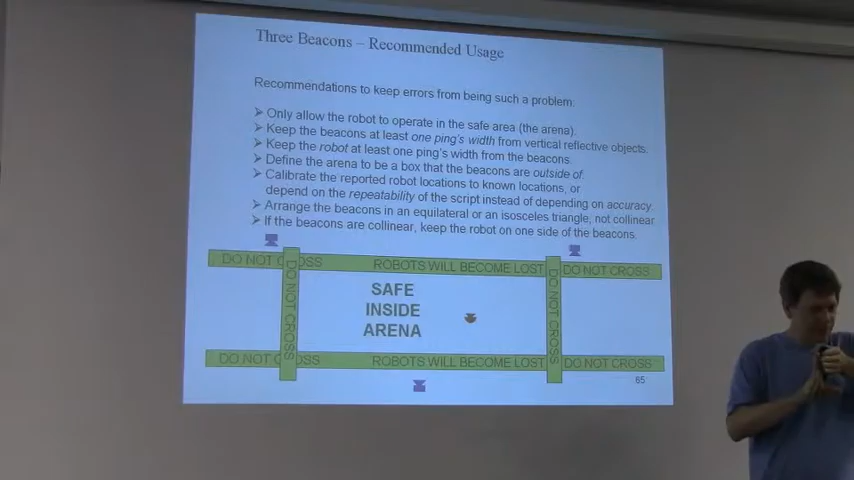 Three Beacons – Recommended Usage
Recommendations to keep errors from being such a problem:
➢ Only allow the robot to operate in the safe area (the arena).
➢ Keep the beacons at least one ping's width from vertical reflective objects.
➢ Keep the robot at least one ping's width from the beacons.
➢ Define the arena to be a box that the beacons are outside of.
➢ Calibrate the reported robot locations to known locations, or
depend on the repeatability of the script instead of depending on accuracy.
➢ Arrange the beacons in an equilateral or an isosceles triangle, not collinear
➢ If the beacons are collinear, keep the robot on one side of the beacons.
DO NOT C OSS ROBOTS WILL BECOME LOST DO NOT CROSS
DO NOT CROSS
DO NOT CROSS
SAFE
INSIDE
ARENA
DO NOT C OSS ROBOTS WILL BECOME LOST DO NOT CROSS
65